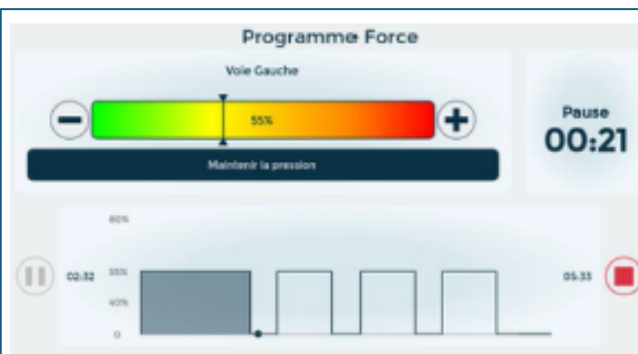 Programme Force
Voie Gauche
55%
Maintenir la pression
Pause
00:21
80%
02:32
55%
40%
0
05:33